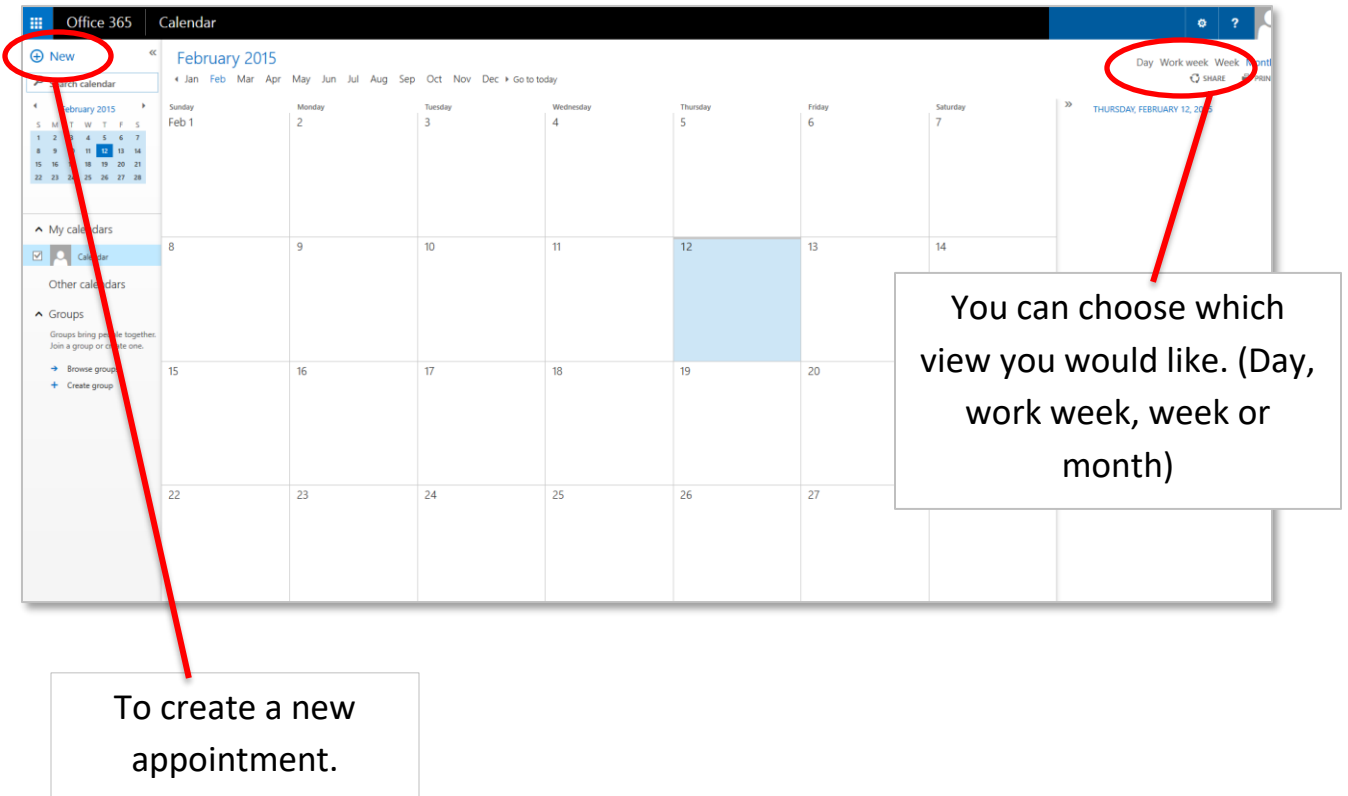 Office 365 Calendar
?
New «
Search calendar
February 2015
S M T W T F S
1 2 3 4 5 6 7
8 9 11 12 13 14
15 16 18 19 20 21
22 23 24 25 26 27 28
My calendars
Calendar
Other calendars
Groups
Groups bring people together.
Join a group or create one.
Browse groups
+ Create group
February 2015
Jan Feb Mar Apr May Jun Jul Aug Sep Oct Nov Dec Go to today
Day Work week Week Month
SHARE PRIN
Sunday Monday Tuesday Wednesday Thursday Friday Saturday
Feb 1 2 3 4 5 6 7
8 9 10 11 12 13 14
15 16 17 18 19 20
22 23 24 25 26 27
» THURSDAY, FEBRUARY 12, 2015
You can choose which
view you would like. (Day,
work week, week or
month)
To create a new
appointment.